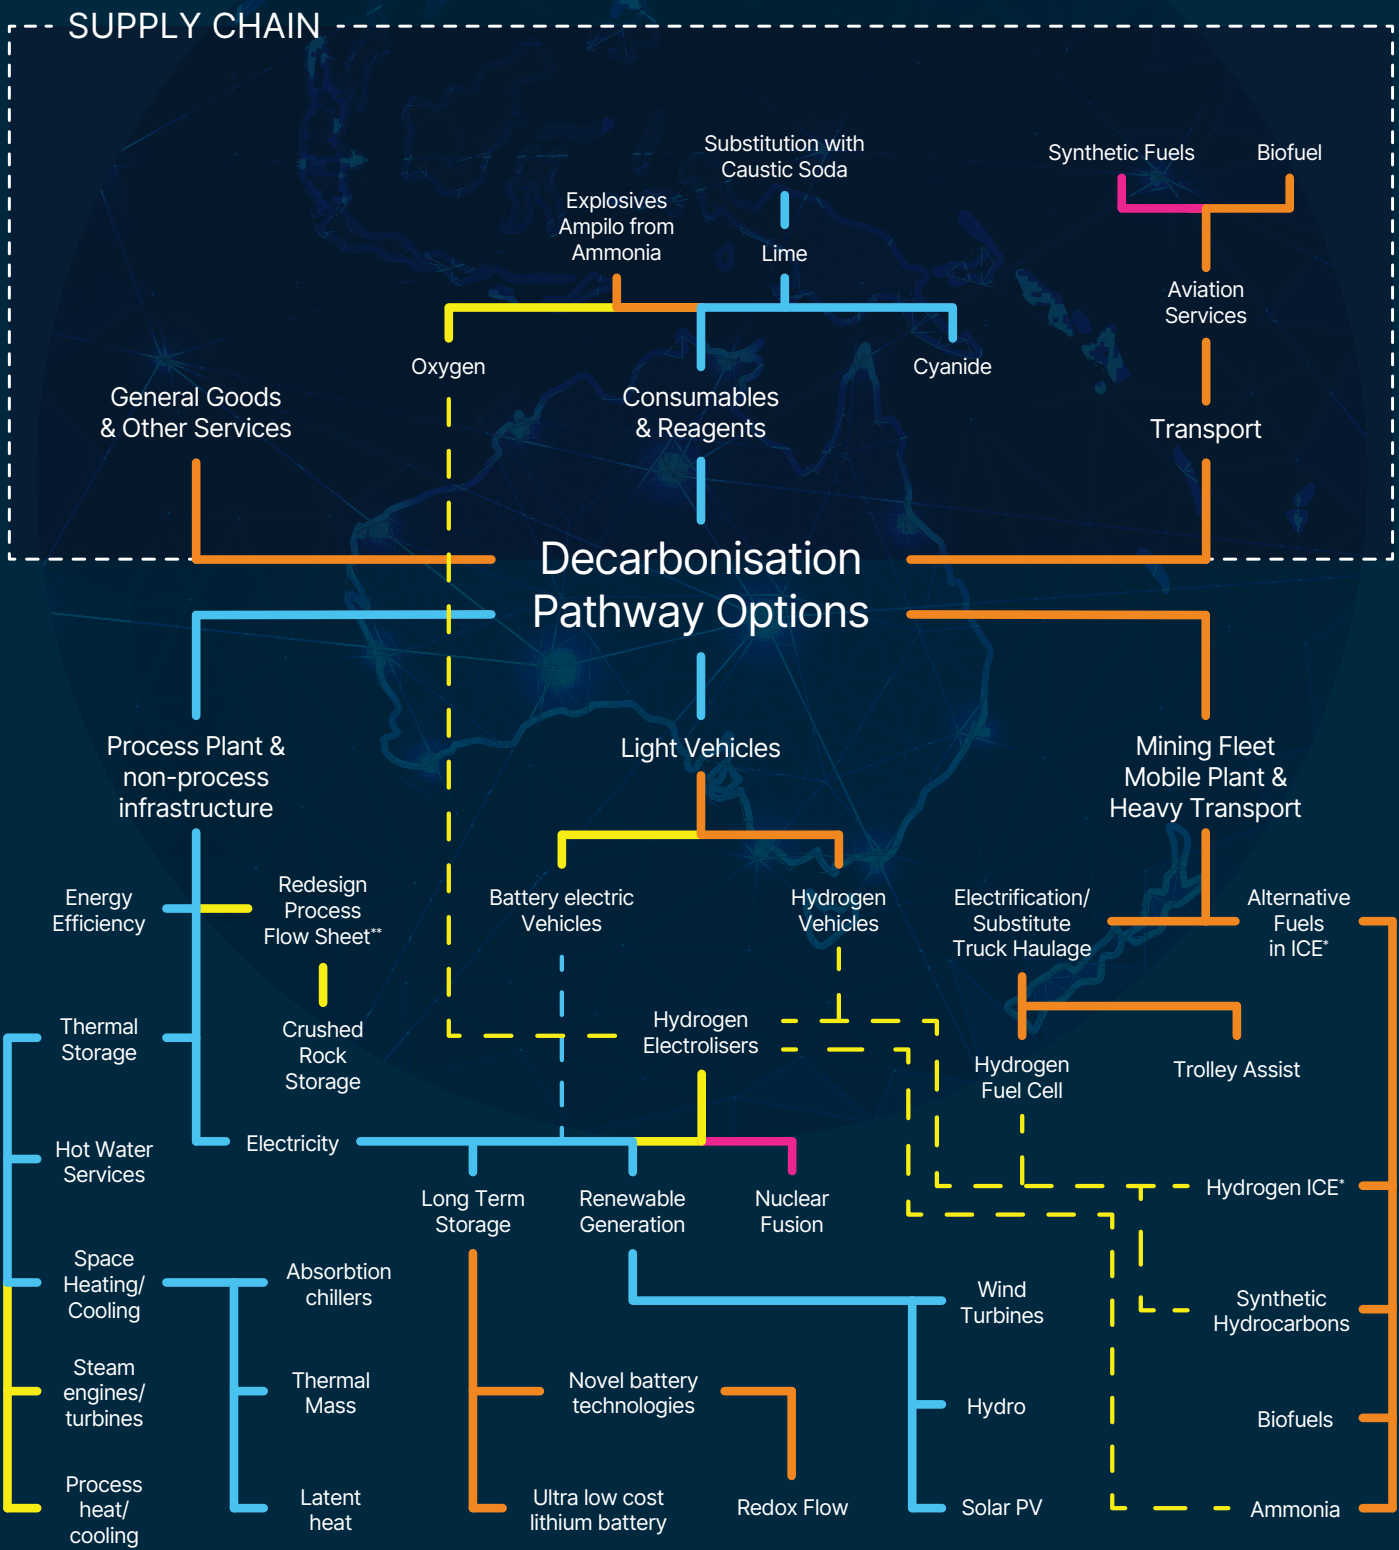 SUPPLY CHAIN
Substitution with
Caustic Soda
Synthetic Fuels
Biofuel
Explosives
Ampilo from
Ammonia
Lime
Aviation
Services
Oxygen
Cyanide
General Goods
& Other Services
Consumables
& Reagents
Transport
Decarbonisation
Pathway Options
Process Plant &
non-process
infrastructure
Light Vehicles
Mining Fleet
Mobile Plant &
Heavy Transport
Energy
Efficiency
Redesign
Process
Flow Sheet**
Battery electric
Vehicles
Hydrogen
Vehicles
Electrification/
Substitute
Truck Haulage
Alternative
Fuels
in ICE*
Thermal
Storage
Crushed
Rock
Storage
Hydrogen
Electrolisers
Hydrogen
Fuel Cell
Trolley Assist
Hot Water
Services
Electricity
Long Term
Storage
Renewable
Generation
Nuclear
Fusion
Hydrogen ICE*
Space
Heating/
Cooling
Absorbtion
chillers
Wind
Turbines
Synthetic
Hydrocarbons
Steam
engines/
turbines
Thermal
Mass
Novel battery
technologies
Hydro
Biofuels
Process
heat/
cooling
Latent
heat
Ultra low cost
lithium battery
Redox Flow
Solar PV
Ammonia